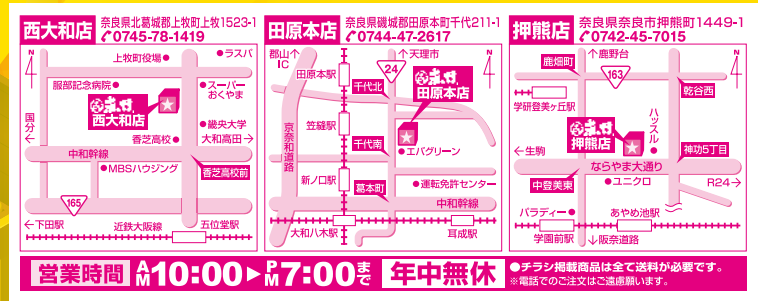 西大和店
奈良県北葛城郡上牧町上牧1523-1
0745-78-1419
N
上牧町役場
ラスパ
服部記念病院
スーパー
おくやま
西大和店
国分
香芝高校
畿央大学
大和高田
中和幹線
香芝高校前
MBSハウジング
165
下田駅
近鉄大阪線
五位堂駅
田原本店
奈良県磯城郡田原本町千代211-1
0744-47-2617
郡山
IC
天理市
N
田原本駅
24
千代北
田原本店
京奈和道路
笠縫駅
千代南
エバグリーン
新ノ口駅
葛本町
運転免許センター
中和幹線
大和八木駅
耳成駅
押熊店
奈良県奈良市押熊町1449-1
0742-45-7015
N
鹿野台
鹿畑町
163
乾谷西
学研登美ヶ丘駅
押熊店
ハッスル
生駒
神功5丁目
ならやま大通り
中登美東
ユニクロ
R24
パラディー
あやめ池駅
学園前駅
阪奈道路
営業時間 AM10:00▶PM7:00まで 年中無休
●チラシ掲載商品は全て送料が必要です。
※電話でのご注文はご遠慮願います。